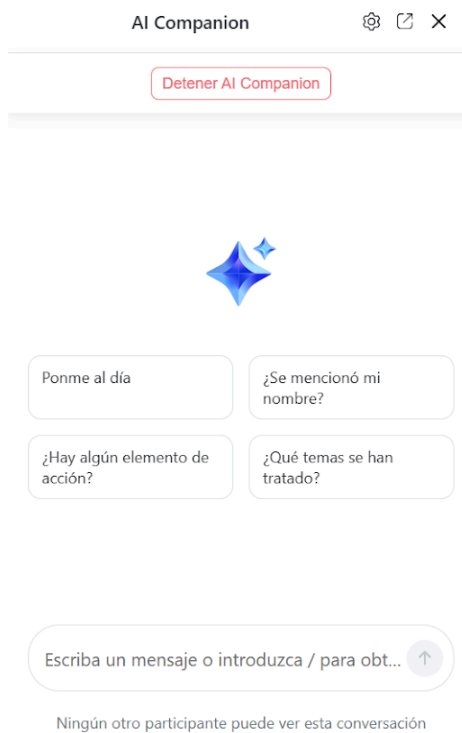 AI Companion
Detener AI Companion
Ponme al día
¿Se mencionó mi
nombre?
¿Hay algún elemento de
acción?
¿Qué temas se han
tratado?
Escriba un mensaje o introduzca / para obt...
Ningún otro participante puede ver esta conversación